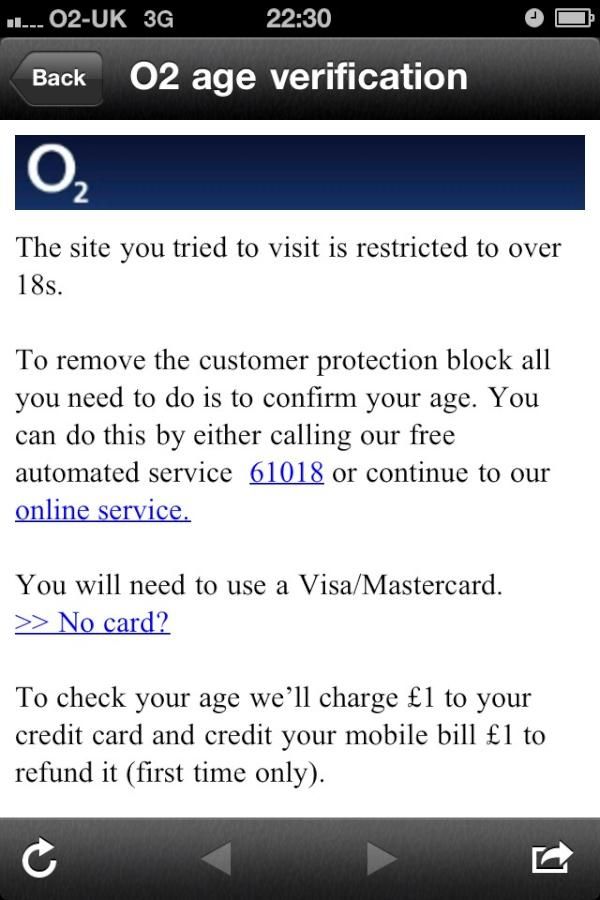 O2-UK 3G 22:30
Back O2 age verification
O2
The site you tried to visit is restricted to over
18s.
To remove the customer protection block all
you need to do is to confirm your age. You
can do this by either calling our free
automated service 61018 or continue to our
online service.
You will need to use a Visa/Mastercard.
>> No card?
To check your age we’ll charge £1 to your
credit card and credit your mobile bill £1 to
refund it (first time only).